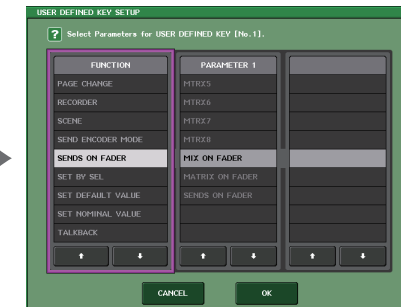 USER DEFINED KEY SETUP
? Select Parameters for USER DEFINED KEY [No.1].
FUNCTION
PAGE CHANGE
RECORDER
SCENE
SEND ENCODER MODE
SENDS ON FADER
SET BY SEL
SET DEFAULT VALUE
SET NOMINAL VALUE
TALKBACK
PARAMETER 1
MTRX5
MTRX6
MTRX7
MTRX8
MIX ON FADER
MATRIX ON FADER
SENDS ON FADER
CANCEL
OK